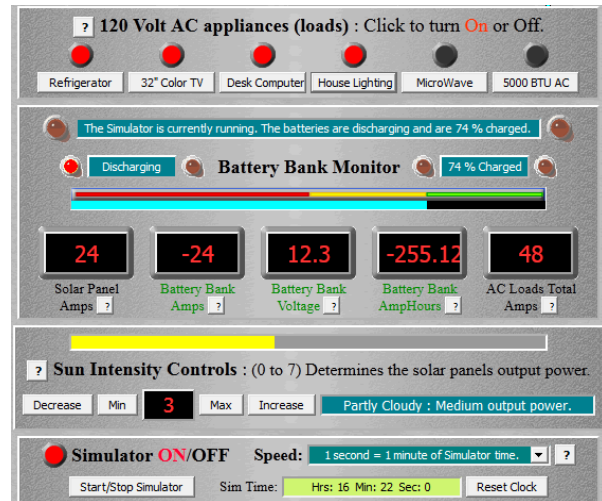 ? 120 Volt AC appliances (loads) : Click to turn On or Off.
Refrigerator 32" Color TV Desk Computer House Lighting MicroWave 5000 BTU AC
The Simulator is currently running. The batteries are discharging and are 74 % charged.
Discharging Battery Bank Monitor 74 % Charged
24 -24 12.3 -255.12 48
Solar Panel Battery Bank Battery Bank Battery Bank AC Loads Total
Amps ? Amps ? Voltage ? AmpHours ? Amps ?
? Sun Intensity Controls : (0 to 7) Determines the solar panels output power.
Decrease Min 3 Max Increase Partly Cloudy : Medium output power.
Simulator ON/OFF Speed: 1 second = 1 minute of Simulator time. ?
Start/Stop Simulator Sim Time: Hrs: 16 Min: 22 Sec: 0 Reset Clock